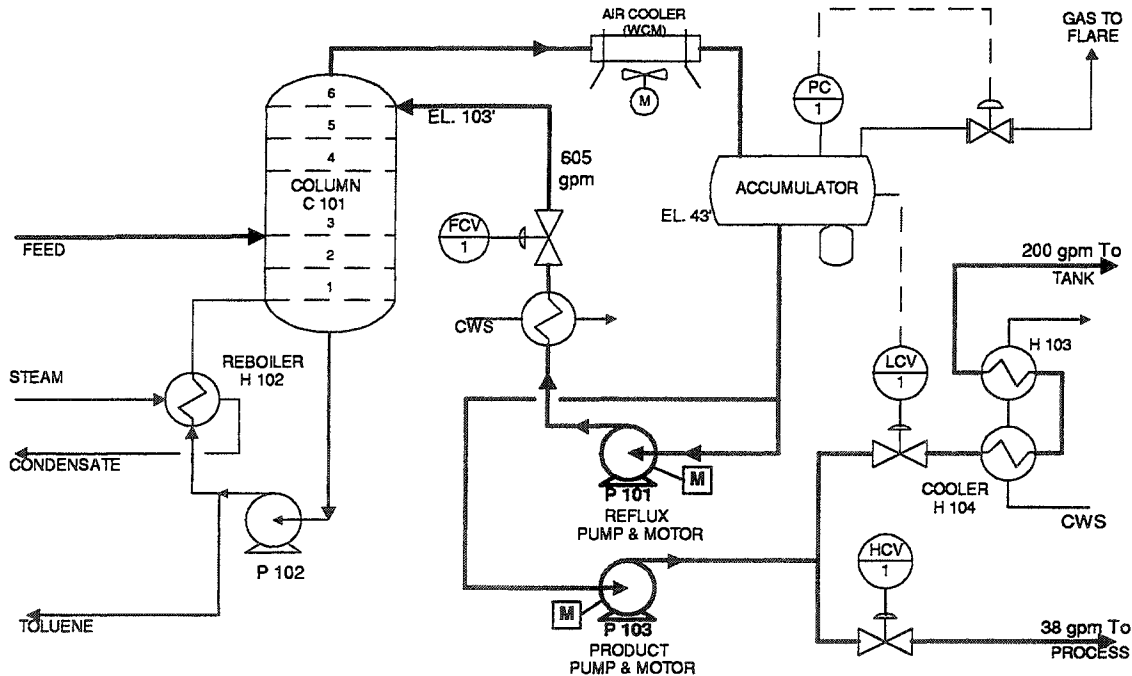 AIR COOLER
(WCM)
M
GAS TO
FLARE
PC
1
6
5
4
COLUMN
C 101
3
2
1
EL. 103'
605
gpm
ACCUMULATOR
EL. 43'
FCV
1
FEED
200 gpm To
TANK
CWS
H 103
REBOILER
H 102
STEAM
LCV
1
CONDENSATE
P 101
M
REFLUX
PUMP & MOTOR
COOLER
H 104
CWS
P 102
HCV
1
TOLUENE
M
P 103
PRODUCT
PUMP & MOTOR
38 gpm To
PROCESS